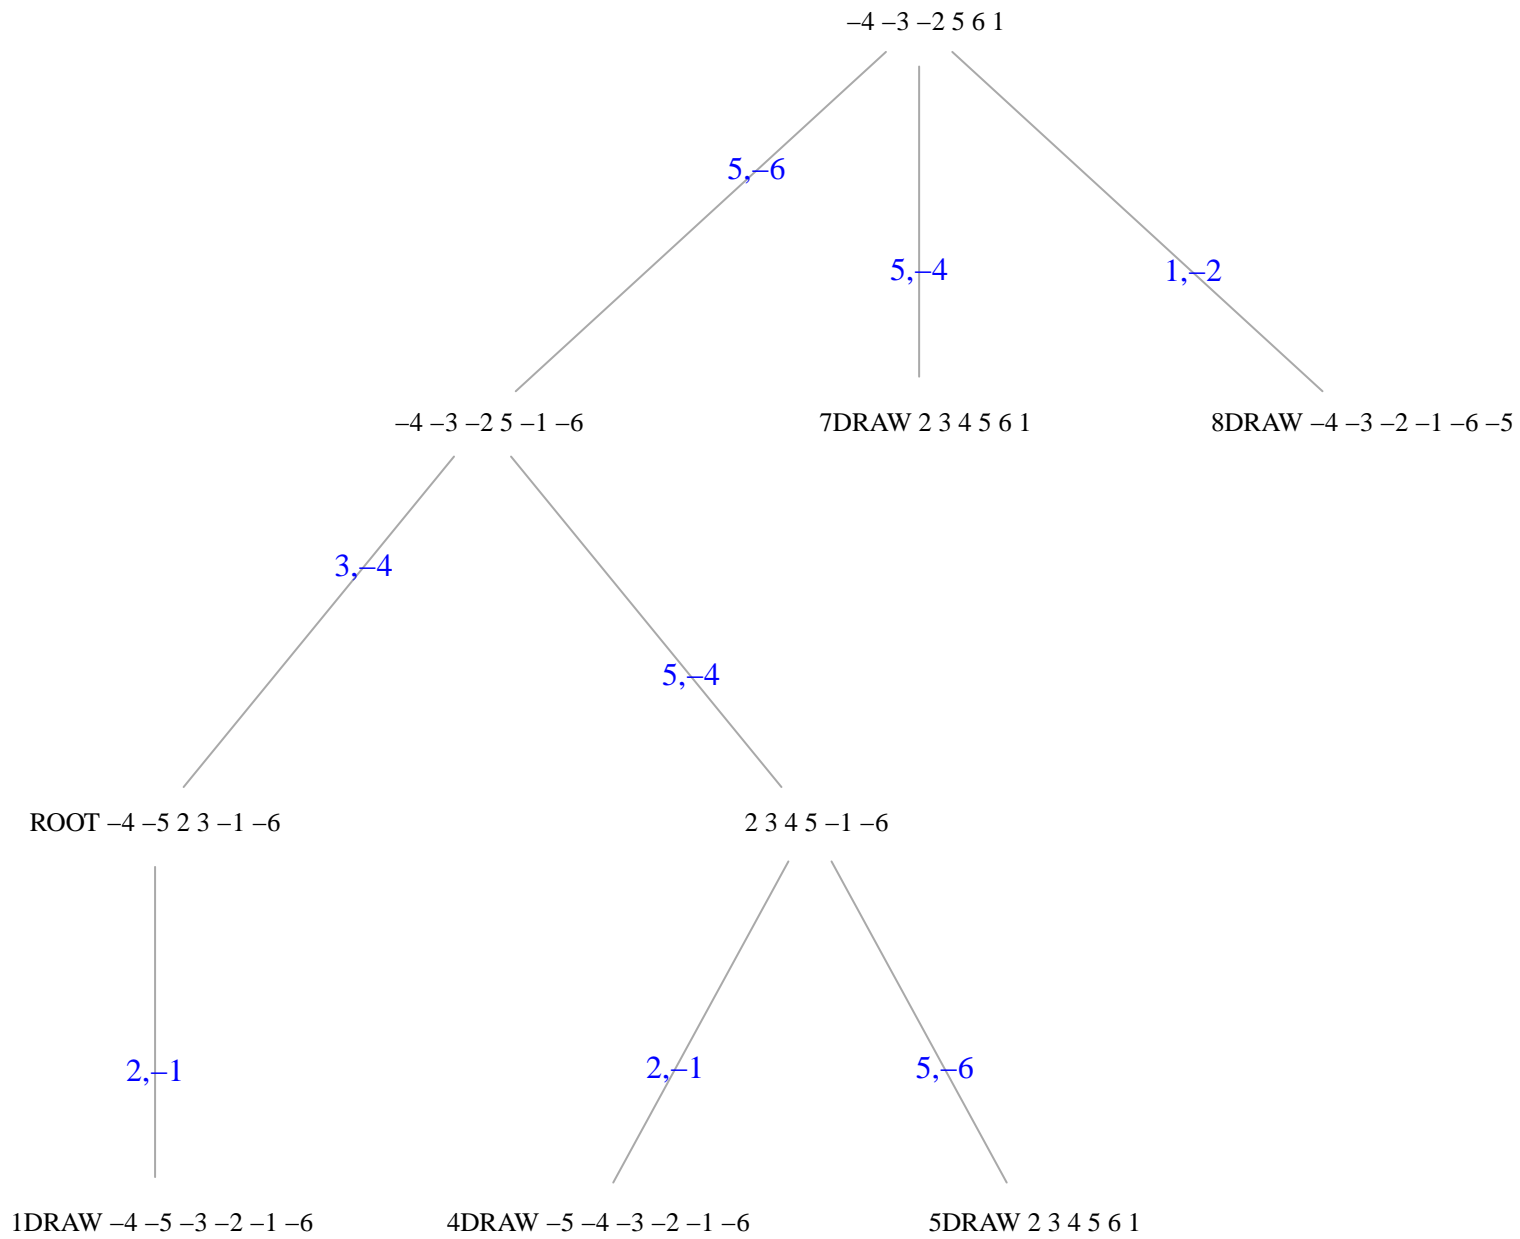 –4 –3 –2 5 6 1
5,–6
5,–4
1,–2
–4 –3 –2 5 –1 –6
7DRAW 2 3 4 5 6 1
8DRAW –4 –3 –2 –1 –6 –5
3,–4
5,–4
ROOT –4 –5 2 3 –1 –6
2 3 4 5 –1 –6
2,–1
2,–1
5,–6
1DRAW –4 –5 –3 –2 –1 –6
4DRAW –5 –4 –3 –2 –1 –6
5DRAW 2 3 4 5 6 1